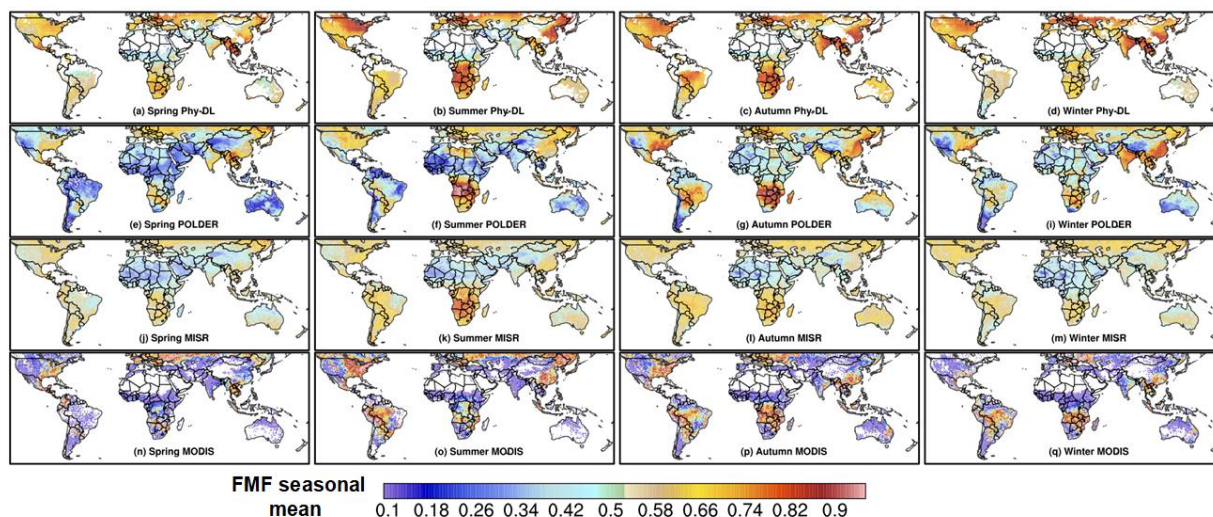 (a) Spring Phy-DL
(b) Summer Phy-DL
(c) Autumn Phy-DL
(d) Winter Phy-DL
(e) Spring POLDER
(f) Summer POLDER
(g) Autumn POLDER
(i) Winter POLDER
(j) Spring MISR
(k) Summer MISR
(l) Autumn MISR
(m) Winter MISR
(n) Spring MODIS
(o) Summer MODIS
(p) Autumn MODIS
(q) Winter MODIS
FMF seasonal
mean
0.1 0.18 0.26 0.34 0.42 0.5 0.58 0.66 0.74 0.82 0.9